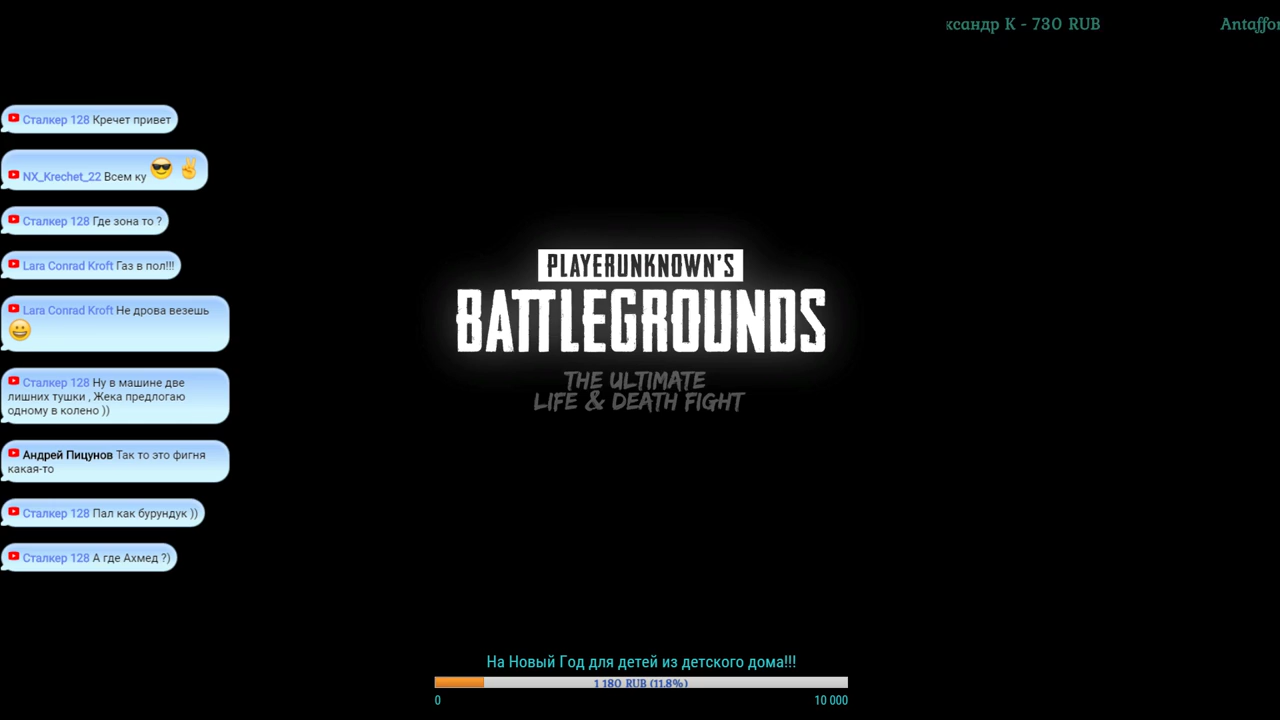 ксандр К - 730 RUB
Antaffo
Сталкер 128 Кречет привет
NX_Krechet_22 Всем ку 😎 ✌
Сталкер 128 Где зона то ?
Lara Conrad Kroft Газ в пол!!!
Lara Conrad Kroft Не дрова везешь
😀
Сталкер 128 Ну в машине две
лишних тушки , Жека предлогаю
одному в колено ))
Андрей Пицунов Так то это фигня
какая-то
Сталкер 128 Пал как бурундук ))
Сталкер 128 А где Ахмед ?)
PLAYERUNKNOWN'S
BATTLEGROUNDS
THE ULTIMATE
LIFE & DEATH FIGHT
На Новый Год для детей из детского дома!!!
1 180 RUB (11.8%)
0 10 000